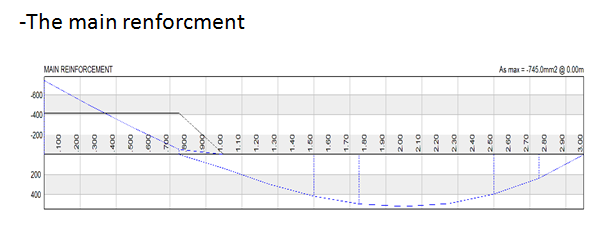 -The main renforcment
MAIN REINFORCEMENT As max = -745.0mm2 @ 0.00m
-600
-400
-200
.100 .200 .300 .400 .500 .600 .700 .800 .900 1.00 1.10 1.20 1.30 1.40 1.50 1.60 1.70 1.80 1.90 2.00 2.10 2.20 2.30 2.40 2.50 2.60 2.70 2.80 2.90 3.00
200
400